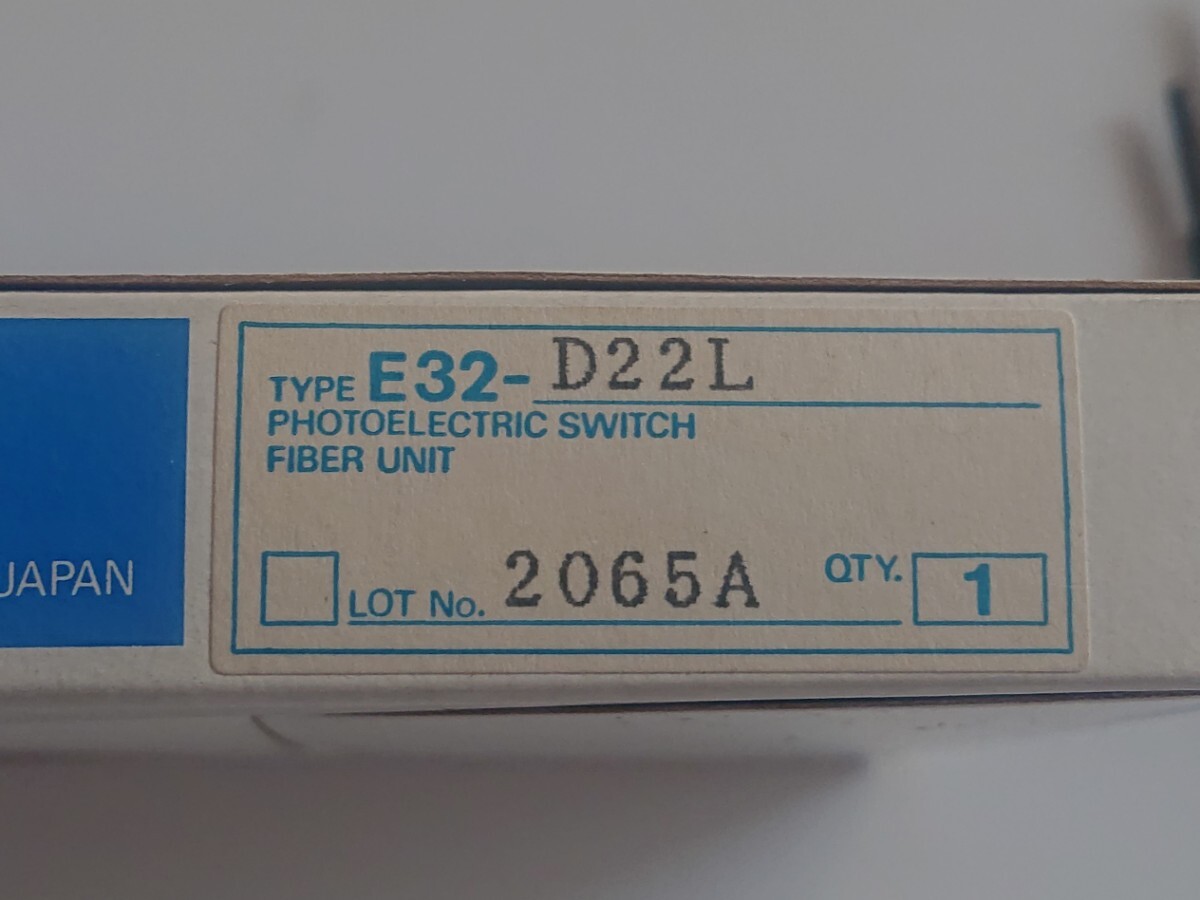 TYPE E32-D22L
PHOTOELECTRIC SWITCH
FIBER UNIT
LOT No. 2065A QTY. 1
JAPAN